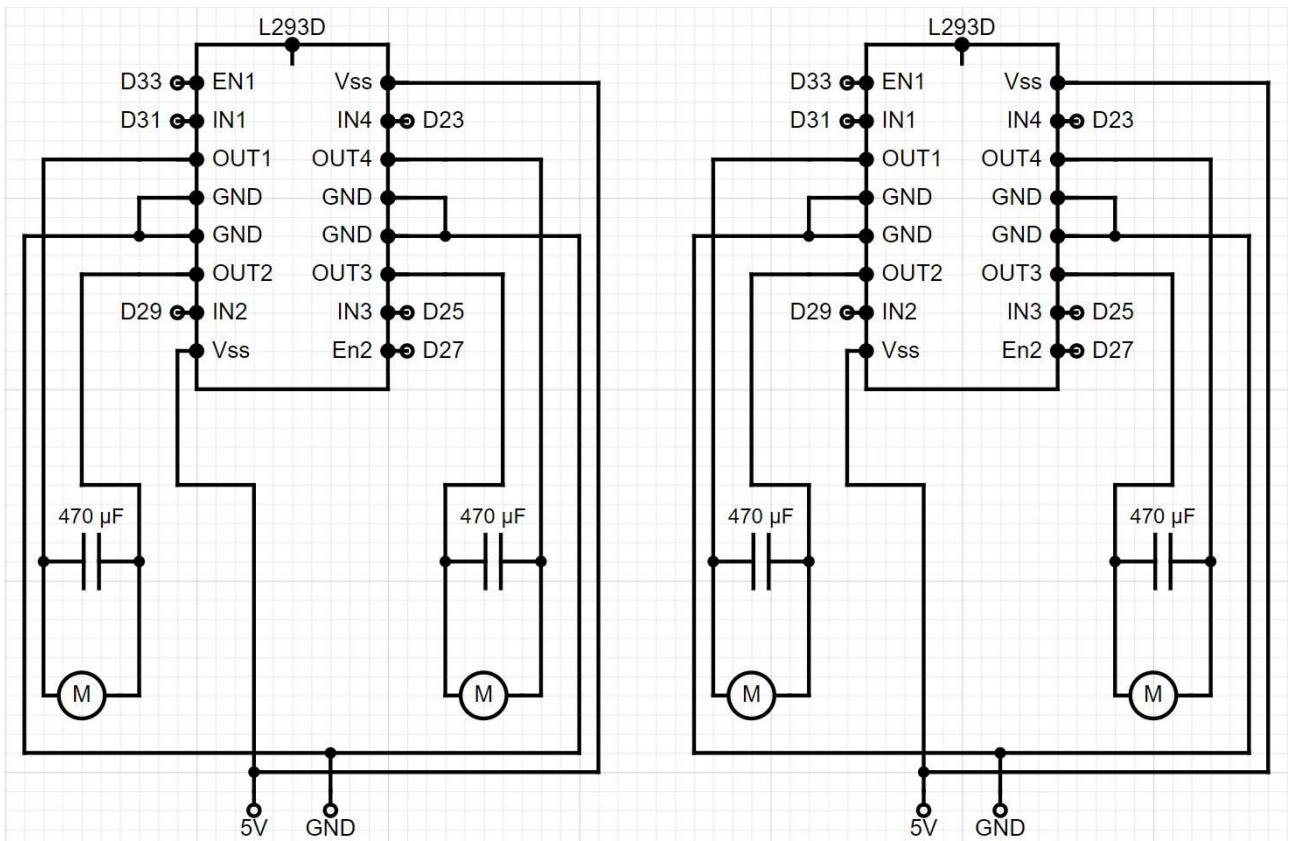 L293D
D33 EN1 Vss
D31 IN1 IN4 D23
OUT1 OUT4
GND GND
GND GND
OUT2 OUT3
D29 IN2 IN3 D25
Vss En2 D27
470 µF 470 µF
M M
5V GND
L293D
D33 EN1 Vss
D31 IN1 IN4 D23
OUT1 OUT4
GND GND
GND GND
OUT2 OUT3
D29 IN2 IN3 D25
Vss En2 D27
470 µF 470 µF
M M
5V GND